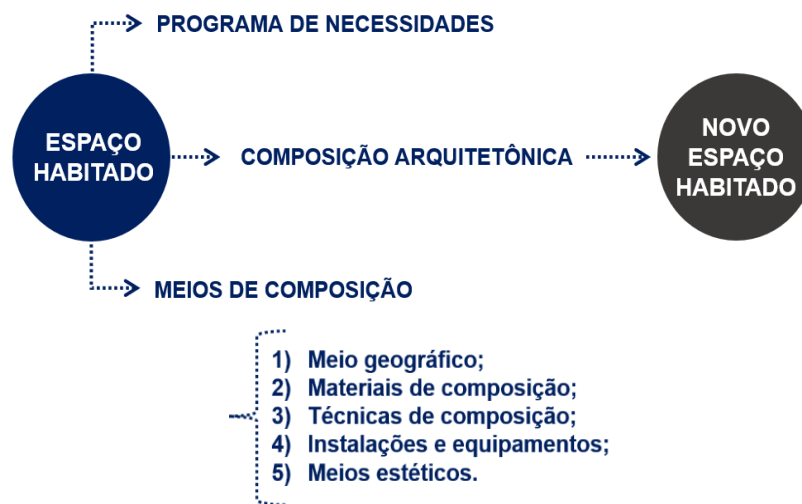 PROGRAMA DE NECESSIDADES
ESPAÇO
HABITADO
COMPOSIÇÃO ARQUITETÔNICA
NOVO
ESPAÇO
HABITADO
MEIOS DE COMPOSIÇÃO
1) Meio geográfico;
2) Materiais de composição;
3) Técnicas de composição;
4) Instalações e equipamentos;
5) Meios estéticos.